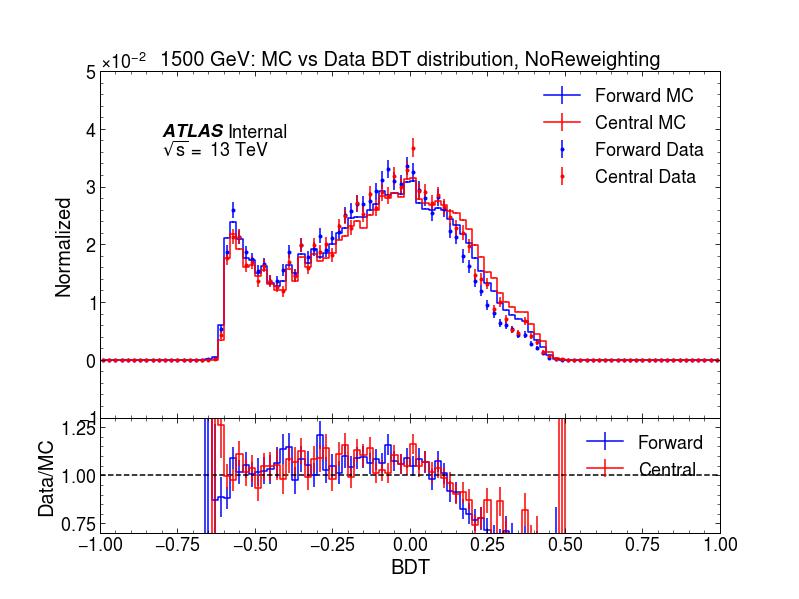 ×10⁻² 1500 GeV: MC vs Data BDT distribution, NoReweighting
5
4
3
2
1
0
−1
Normalized
ATLAS Internal
√s = 13 TeV
Forward MC
Central MC
Forward Data
Central Data
1.25
1.00
0.75
Data/MC
Forward
Central
−1.00 −0.75 −0.50 −0.25 0.00 0.25 0.50 0.75 1.00
BDT